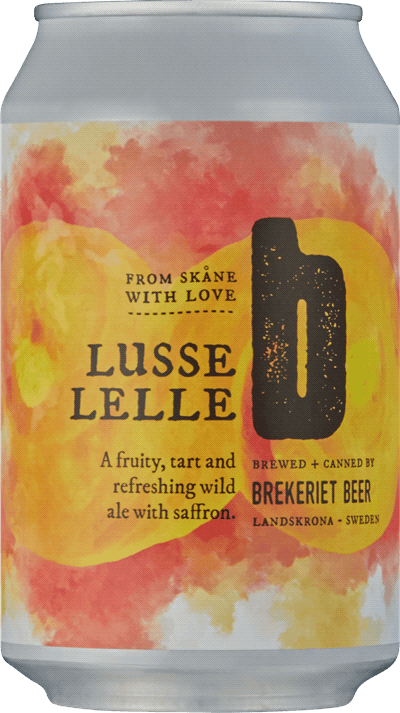 FROM SKÅNE
WITH LOVE
LUSSE
LELLE
A fruity, tart and
refreshing wild
ale with saffron.
b
BREWED + CANNED BY
BREKERIET BEER
LANDSKRONA - SWEDEN